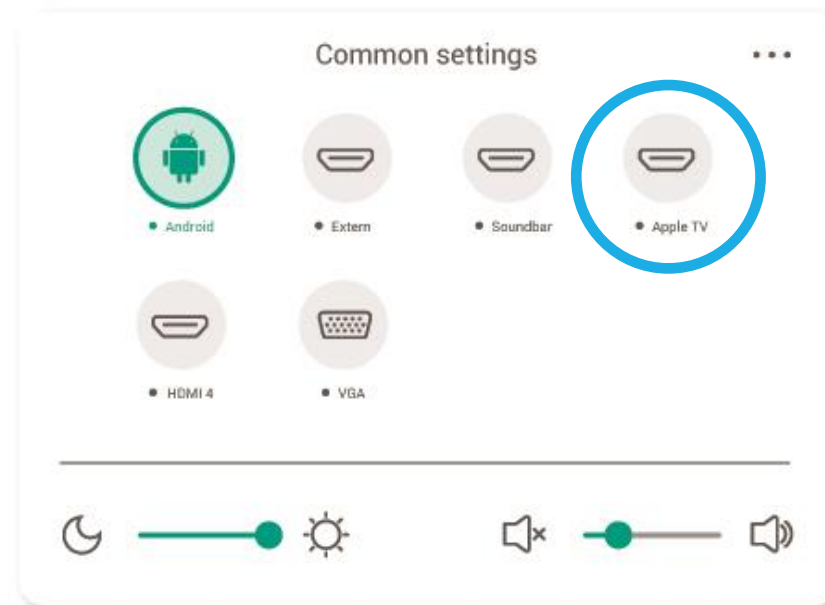 Common settings
Android
Extern
Soundbar
Apple TV
HDMI 4
VGA